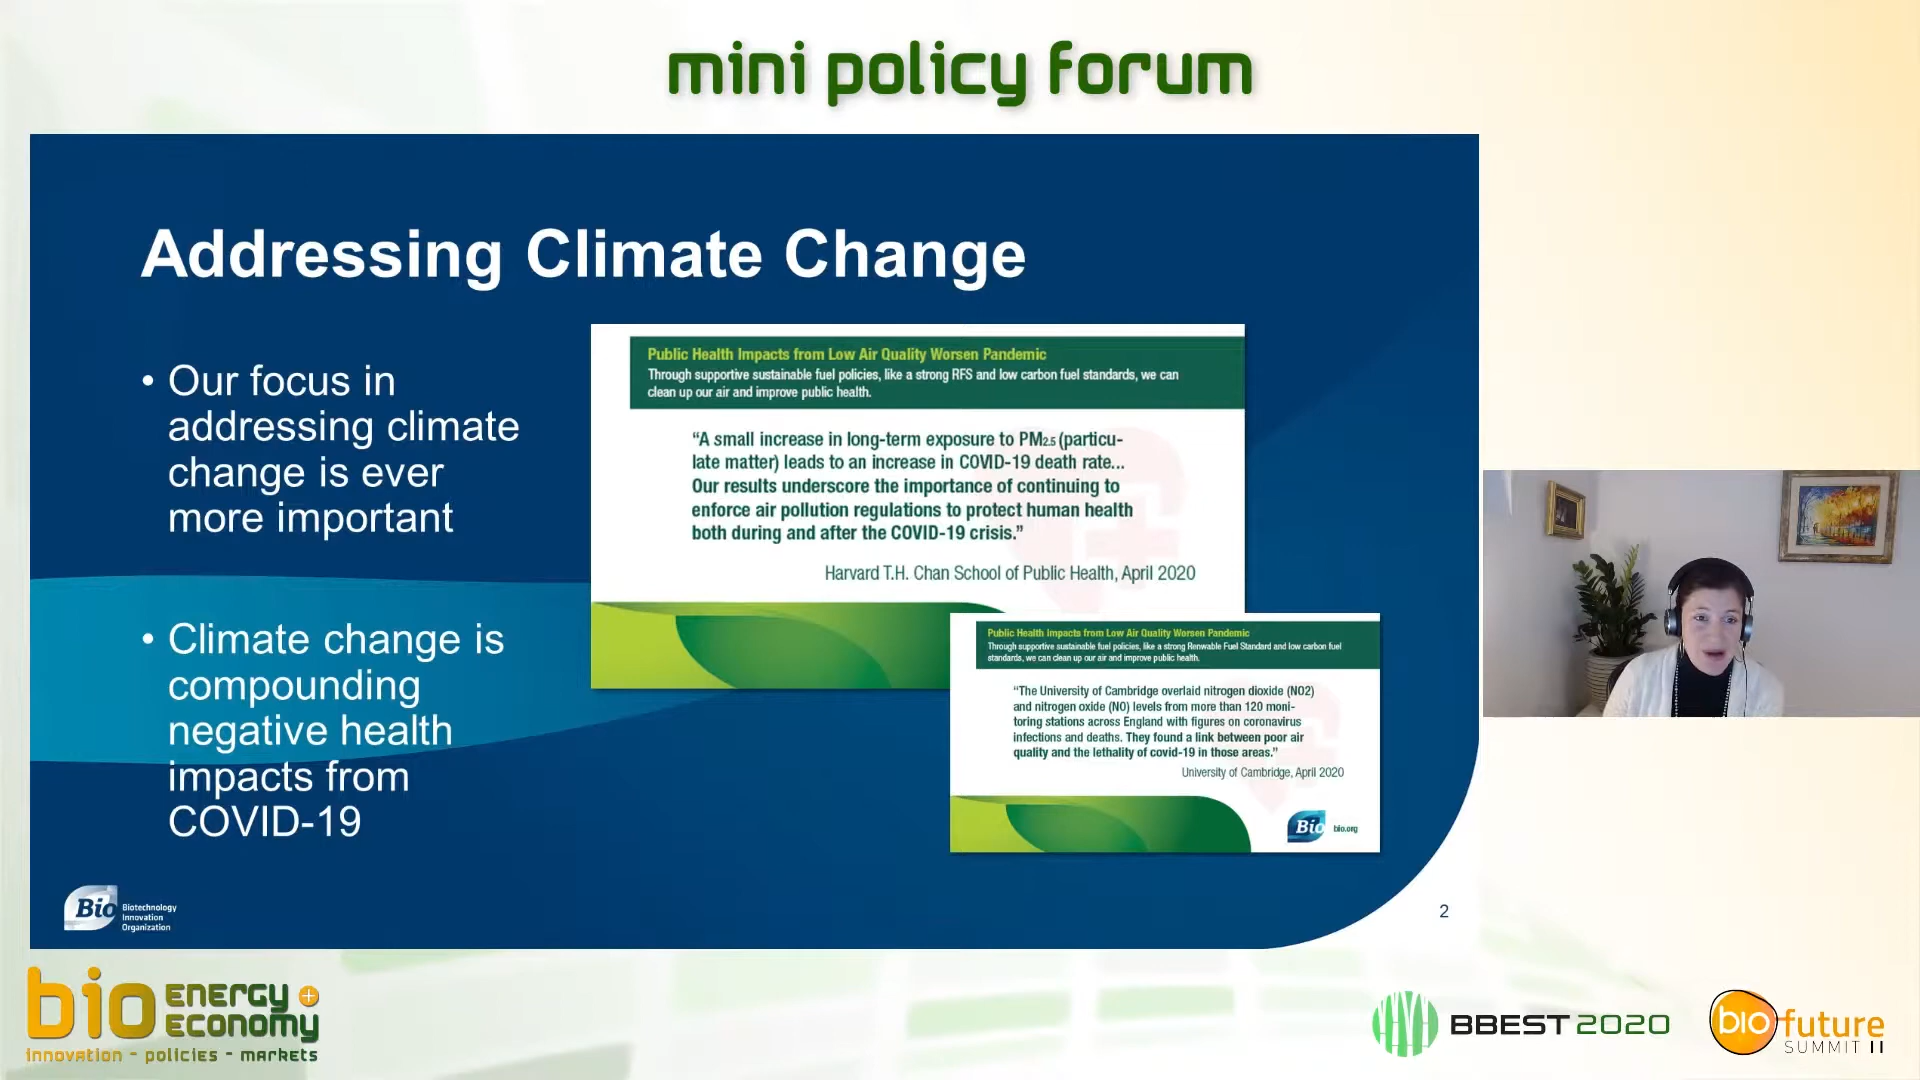 mini policy forum
Addressing Climate Change
• Our focus in
addressing climate
change is ever
more important
• Climate change is
compounding
negative health
impacts from
COVID-19
Public Health Impacts from Low Air Quality Worsen Pandemic
Through supportive sustainable fuel policies, like a strong RFS and low carbon fuel standards, we can
clean up our air and improve public health.
“A small increase in long-term exposure to PM2.5 (particu-
late matter) leads to an increase in COVID-19 death rate...
Our results underscore the importance of continuing to
enforce air pollution regulations to protect human health
both during and after the COVID-19 crisis.”
Harvard T.H. Chan School of Public Health, April 2020
Public Health Impacts from Low Air Quality Worsen Pandemic
Through supportive sustainable fuel policies, like a strong Renwable Fuel Standard and low carbon fuel
standards, we can clean up our air and improve public health.
“The University of Cambridge overlaid nitrogen dioxide (NO2)
and nitrogen oxide (NO) levels from more than 120 moni-
toring stations across England with figures on coronavirus
infections and deaths. They found a link between poor air
quality and the lethality of covid-19 in those areas.”
University of Cambridge, April 2020
Bio bio.org
Bio Biotechnology
Innovation
Organization
2
bio ENERGY +
ECONOMY
innovation - policies - markets
BBEST 2020
bio future
SUMMIT II